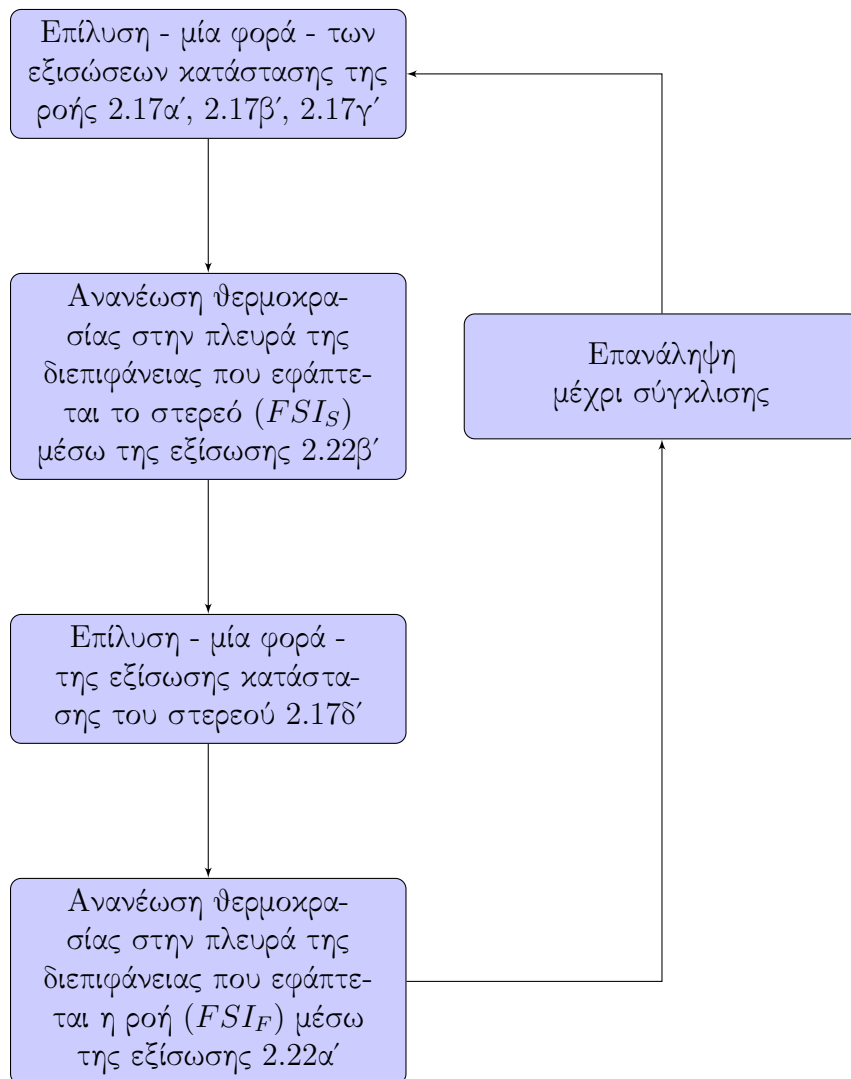 Επίλυση - μία φορά - των
εξισώσεων κατάστασης της
ροής 2.17α′, 2.17β′, 2.17γ′
Ανανέωση θερμοκρα-
σίας στην πλευρά της
διεπιφάνειας που εφάπτε-
ται το στερεό (FSI_S)
μέσω της εξίσωσης 2.22β′
Επίλυση - μία φορά -
της εξίσωσης κατάστα-
σης του στερεού 2.17δ′
Ανανέωση θερμοκρα-
σίας στην πλευρά της
διεπιφάνειας που εφάπτε-
ται η ροή (FSI_F) μέσω
της εξίσωσης 2.22α′
Επανάληψη
μέχρι σύγκλισης